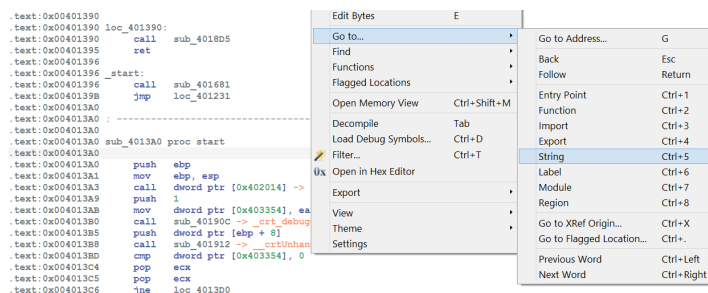 .text:0x00401390
.text:0x00401390 loc_401390:
.text:0x00401390 call sub_4018D5
.text:0x00401395 ret
.text:0x00401396
.text:0x00401396 _start:
.text:0x00401396 call sub_401681
.text:0x0040139B jmp loc_401231
.text:0x004013A0
.text:0x004013A0 ; --------------------------------
.text:0x004013A0
.text:0x004013A0 sub_4013A0 proc start
.text:0x004013A0
.text:0x004013A0 push ebp
.text:0x004013A1 mov ebp, esp
.text:0x004013A3 call dword ptr [0x402014] ->
.text:0x004013A9 push 1
.text:0x004013AB mov dword ptr [0x403354], ea
.text:0x004013B0 call sub_40190C -> _crt_debug
.text:0x004013B5 push dword ptr [ebp + 8]
.text:0x004013B8 call sub_401912 -> __crtUnhan
.text:0x004013BD cmp dword ptr [0x403354], 0
.text:0x004013C4 pop ecx
.text:0x004013C5 pop ecx
.text:0x004013C6 jne loc_4013D0
Edit Bytes E
Go to...
Find
Functions
Flagged Locations
Open Memory View Ctrl+Shift+M
Decompile Tab
Load Debug Symbols... Ctrl+D
Filter... Ctrl+T
0x Open in Hex Editor
Export
View
Theme
Settings
Go to Address... G
Back Esc
Follow Return
Entry Point Ctrl+1
Function Ctrl+2
Import Ctrl+3
Export Ctrl+4
String Ctrl+5
Label Ctrl+6
Module Ctrl+7
Region Ctrl+8
Go to XRef Origin... Ctrl+X
Go to Flagged Location... Ctrl+.
Previous Word Ctrl+Left
Next Word Ctrl+Right